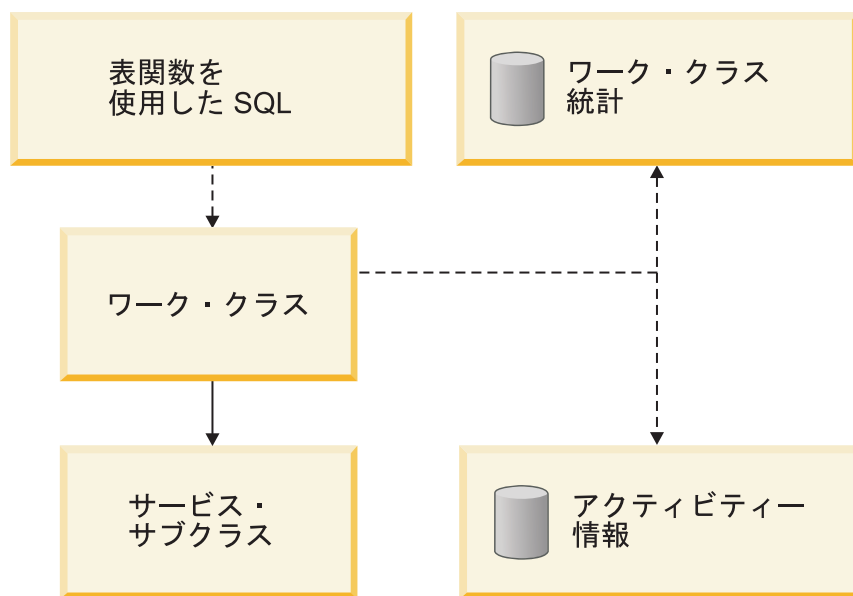 表関数を
使用した SQL
ワーク・クラス
統計
ワーク・クラス
サービス・
サブクラス
アクティビティー
情報